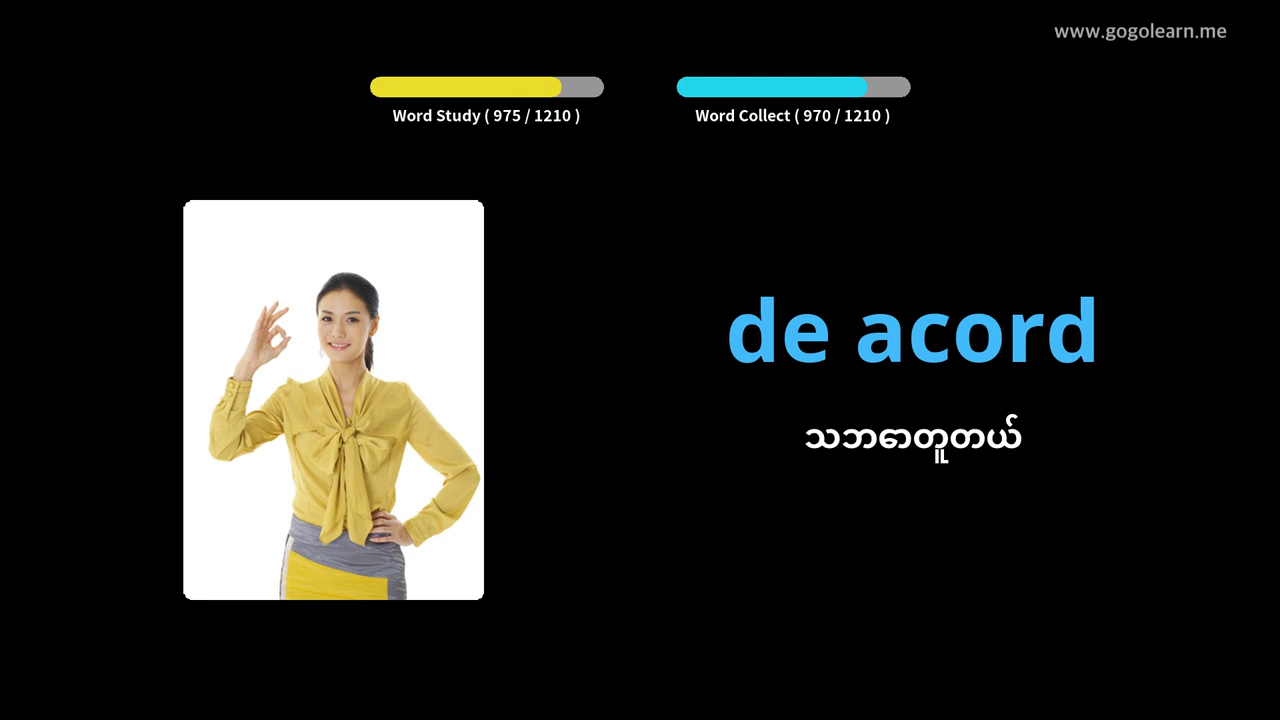 www.gogolearn.me
Word Study ( 975 / 1210 )
Word Collect ( 970 / 1210 )
de acord
သဘောတူတယ်